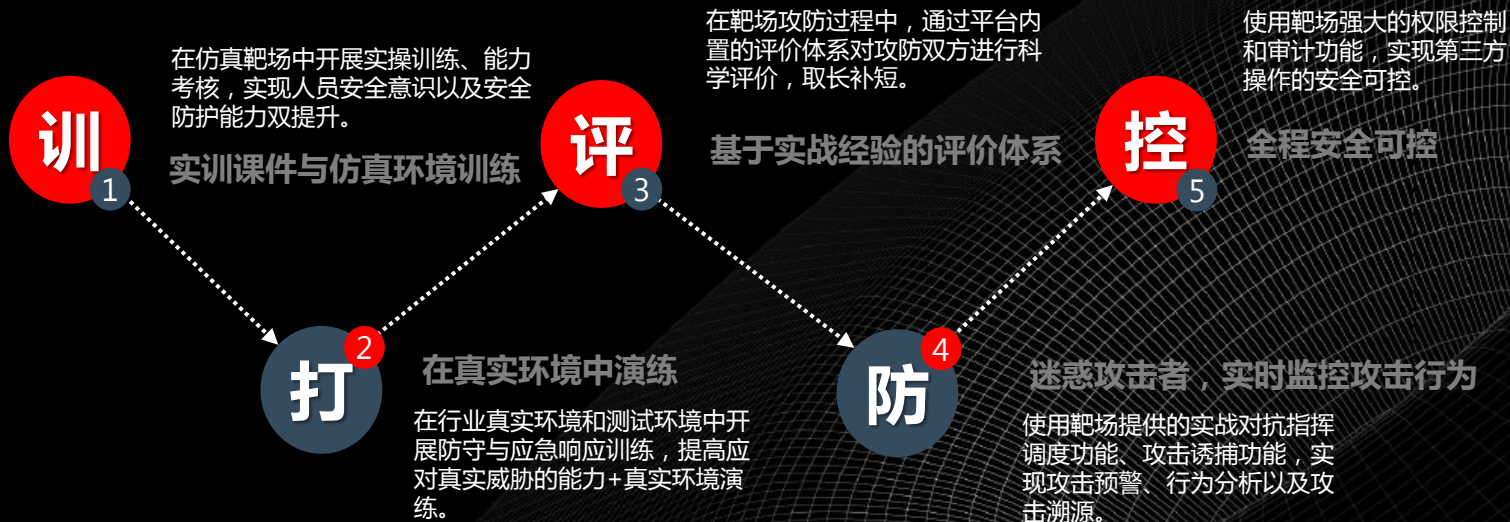 训
1
在仿真靶场中开展实操训练、能力
考核，实现人员安全意识以及安全
防护能力双提升。
实训课件与仿真环境训练
打
2
在真实环境中演练
在行业真实环境和测试环境中开
展防守与应急响应训练，提高应
对真实威胁的能力+真实环境演
练。
评
3
在靶场攻防过程中，通过平台内
置的评价体系对攻防双方进行科
学评价，取长补短。
基于实战经验的评价体系
防
4
迷惑攻击者，实时监控攻击行为
使用靶场提供的实战对抗指挥
调度功能、攻击诱捕功能，实
现攻击预警、行为分析以及攻
击溯源。
控
5
使用靶场强大的权限控制
和审计功能，实现第三方
操作的安全可控。
全程安全可控